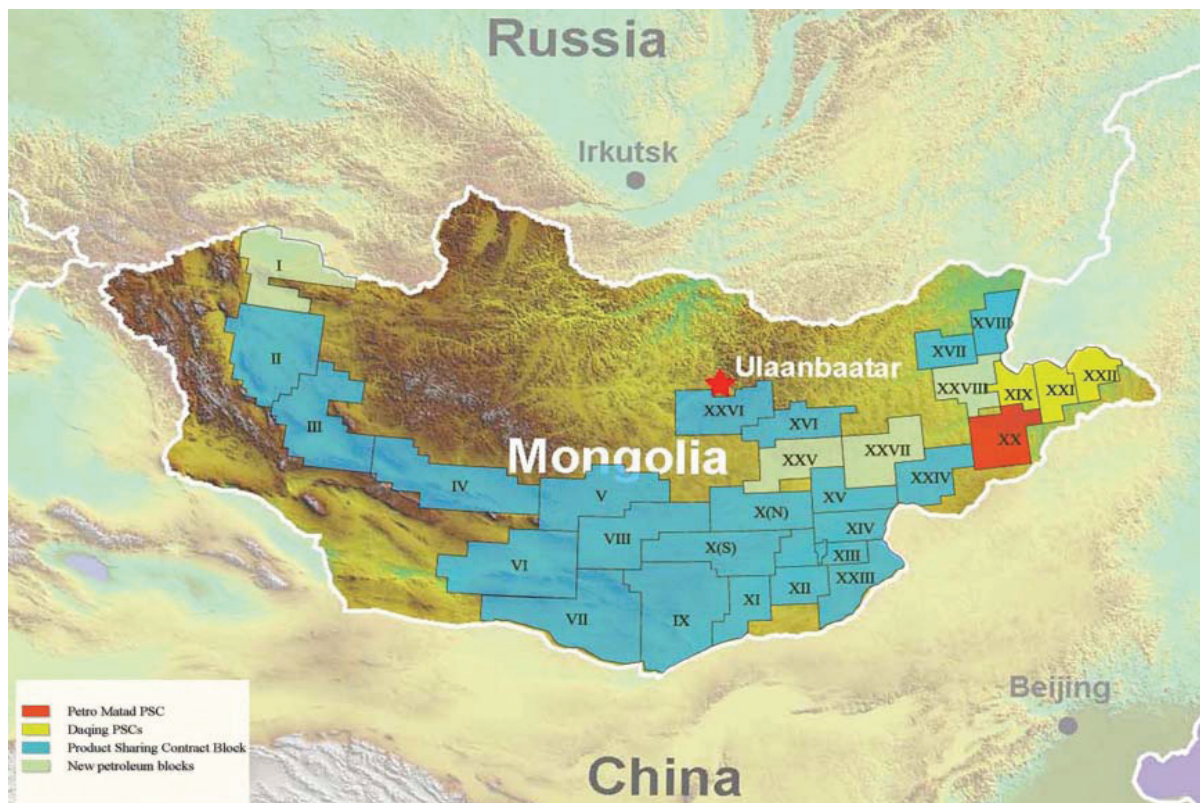 Russia
Irkutsk
I
XVIII
II
XVII
Ulaanbaatar
XXVIII
XIX
XXI
XXII
III
XXVI
XVI
XX
Mongolia
XXV
XXVII
IV
V
XV
XXIV
X(N)
XIV
VIII
X(S)
XIII
VI
XII
XXIII
XI
VII
IX
Beijing
Petro Matad PSC
Daqing PSCs
Product Sharing Contract Block
New petroleum blocks
China